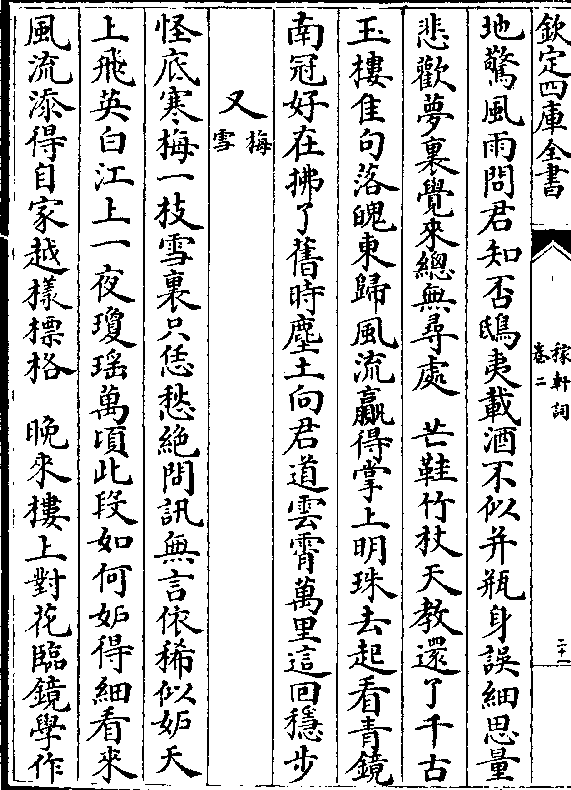 欽定四庫全書
稼軒詞
卷二
二十一
地驚風雨問君知否鴟夷載酒不似井瓶身誤細思量
悲歡夢裏覺來總無尋處 芒鞋竹杖天教還了千古
玉樓佳句落魄東歸風流贏得掌上明珠去起看青鏡
南冠好在拂了舊時塵土向君道雲霄萬里這回穩步
又梅雪
怪底寒梅一枝雪裏只恁愁絶問訊無言依稀似妒天
上飛英白江上一夜瓊瑤萬頃此段如何妒得細看來
風流添得自家越樣標格 晚來樓上對花臨鏡學作